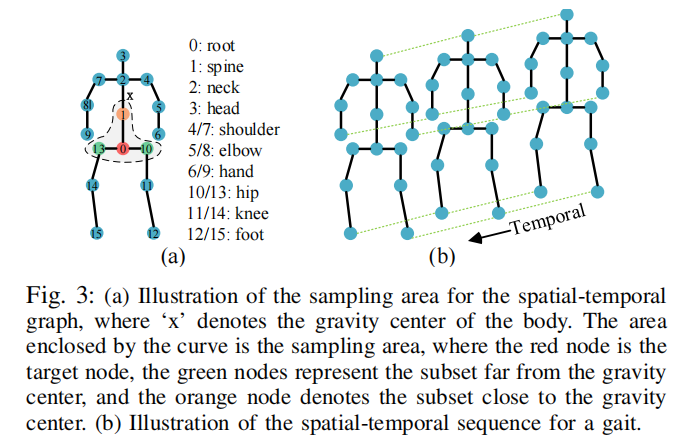 3
7 2 4
x
8 1 5
9 6
13 0 10
14 11
15 12
0: root
1: spine
2: neck
3: head
4/7: shoulder
5/8: elbow
6/9: hand
10/13: hip
11/14: knee
12/15: foot
(a)
Temporal
(b)
Fig. 3: (a) Illustration of the sampling area for the spatial-temporal
graph, where ‘x’ denotes the gravity center of the body. The area
enclosed by the curve is the sampling area, where the red node is the
target node, the green nodes represent the subset far from the gravity
center, and the orange node denotes the subset close to the gravity
center. (b) Illustration of the spatial-temporal sequence for a gait.